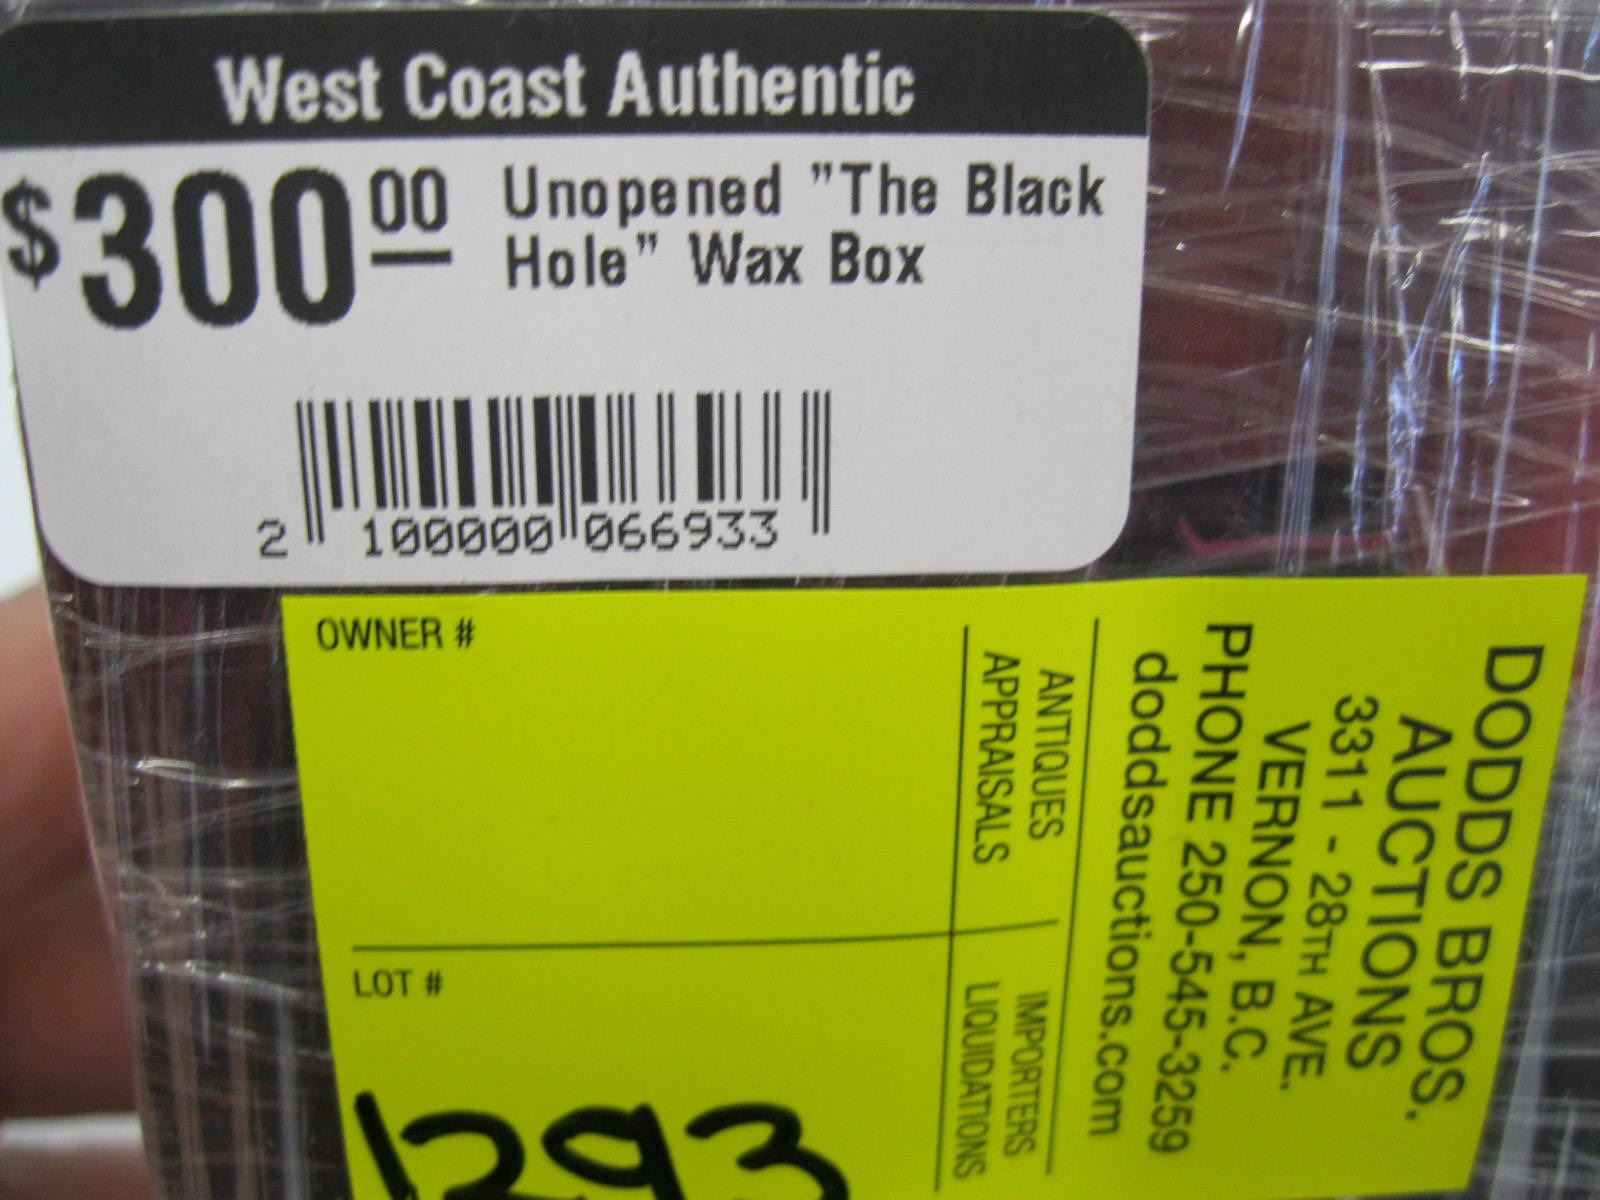 West Coast Authentic
$300.00
Unopened "The Black
Hole" Wax Box
2 100000 066933
OWNER #
LOT #
1293
DODDS BROS.
AUCTIONS
3311 - 28TH AVE.
VERNON, B.C.
PHONE 250-545-3259
doddsauctions.com
ANTIQUES
APPRAISALS
IMPORTERS
LIQUIDATIONS